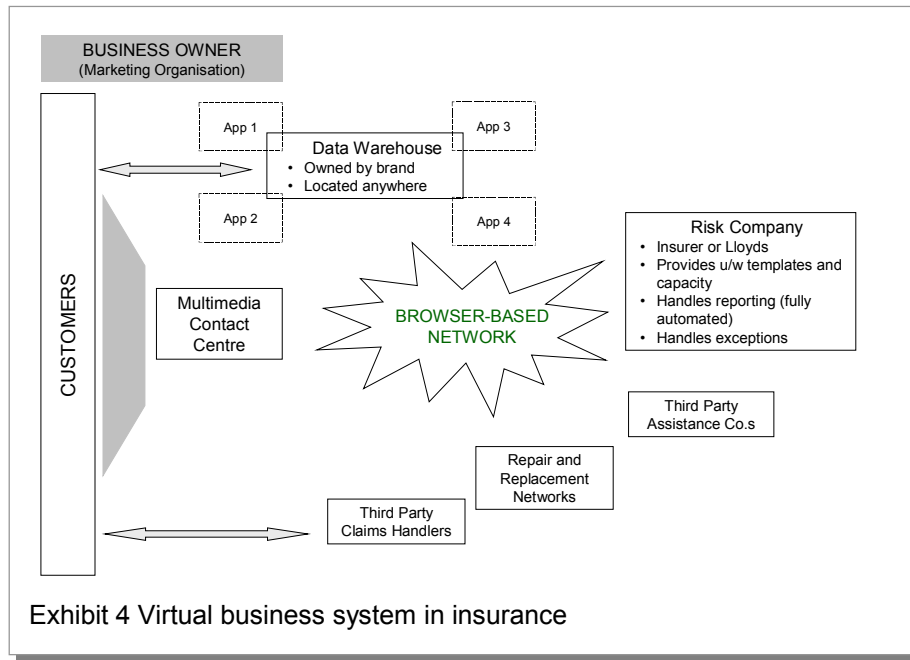 BUSINESS OWNER
(Marketing Organisation)
CUSTOMERS
App 1
App 3
Data Warehouse
• Owned by brand
• Located anywhere
App 2
App 4
Multimedia
Contact
Centre
BROWSER-BASED
NETWORK
Risk Company
• Insurer or Lloyds
• Provides u/w templates and
capacity
• Handles reporting (fully
automated)
• Handles exceptions
Third Party
Assistance Co.s
Repair and
Replacement
Networks
Third Party
Claims Handlers
Exhibit 4 Virtual business system in insurance